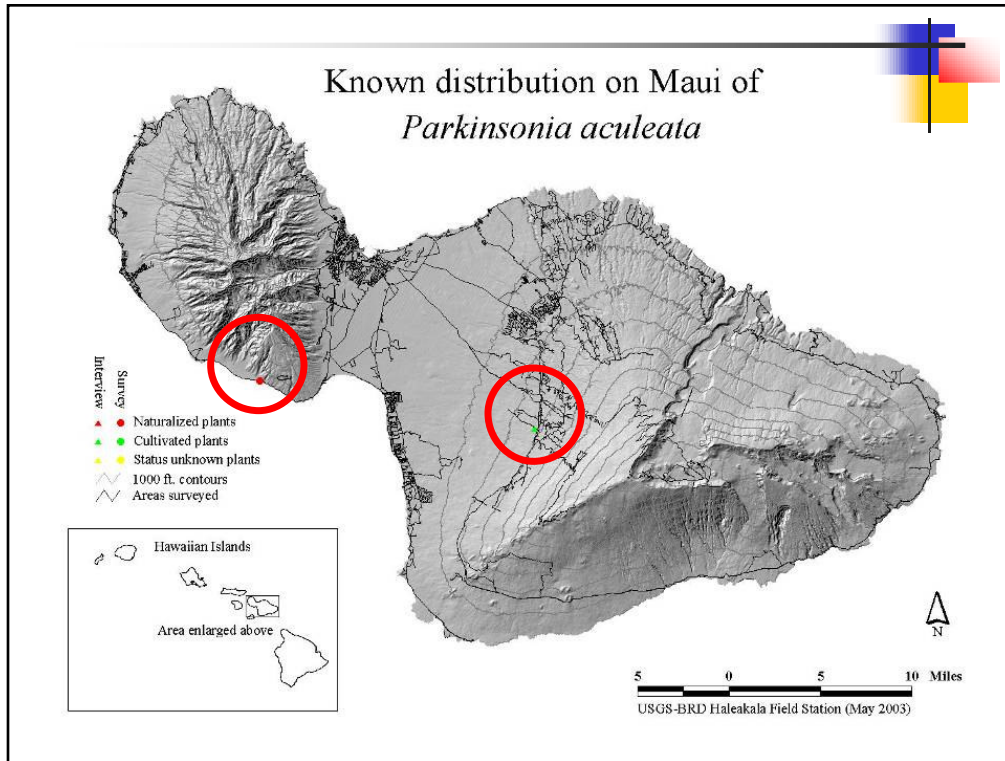 Known distribution on Maui of
Parkinsonia aculeata
Interview
Survey
Naturalized plants
Cultivated plants
Status unknown plants
1000 ft. contours
Areas surveyed
Hawaiian Islands
Area enlarged above
N
5 0 5 10 Miles
USGS-BRD Haleakala Field Station (May 2003)